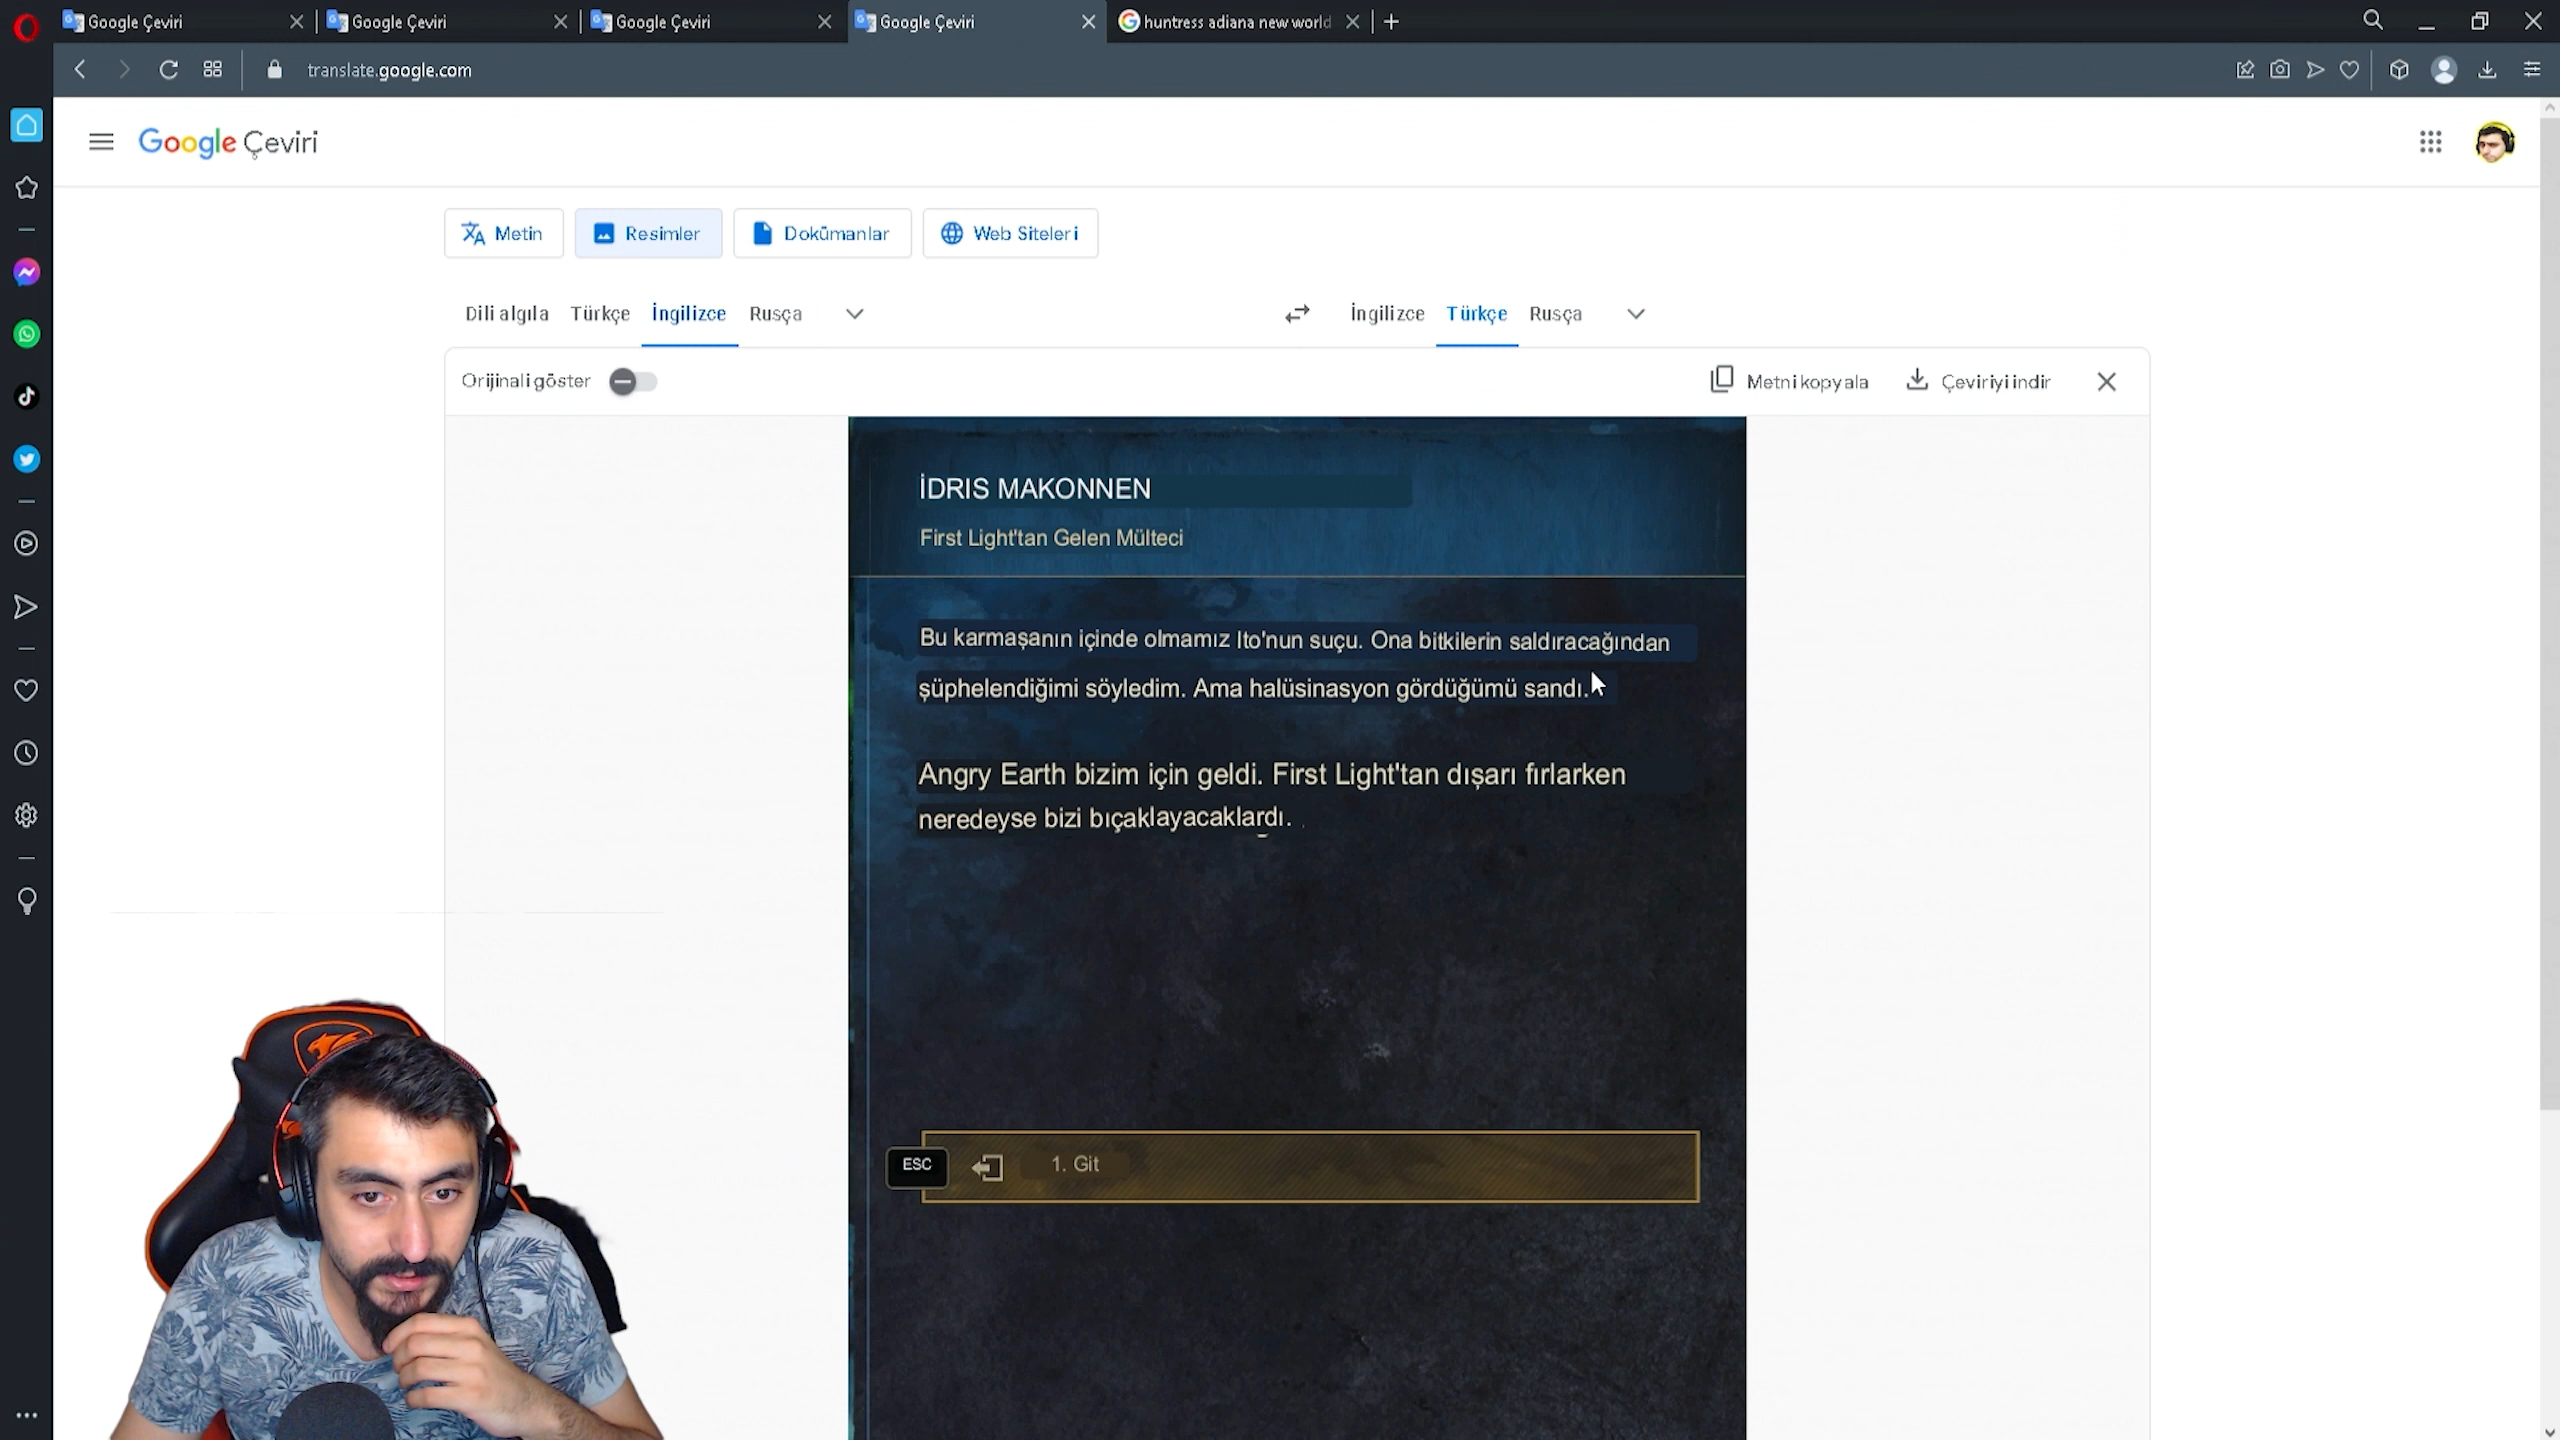 Google Çeviri
Google Çeviri
Google Çeviri
Google Çeviri
huntress adiana new world
translate.google.com
Google Çeviri
Metin
Resimler
Dokümanlar
Web Siteleri
Dili algıla
Türkçe
İngilizce
Rusça
İngilizce
Türkçe
Rusça
Orijinali göster
Metni kopyala
Çeviriyi indir
İDRIS MAKONNEN
First Light'tan Gelen Mülteci
Bu karmaşanın içinde olmamız Ito'nun suçu. Ona bitkilerin saldıracağından
şüphelendiğimi söyledim. Ama halüsinasyon gördüğümü sandı.
Angry Earth bizim için geldi. First Light'tan dışarı fırlarken
neredeyse bizi bıçaklayacaklardı.
ESC
1. Git